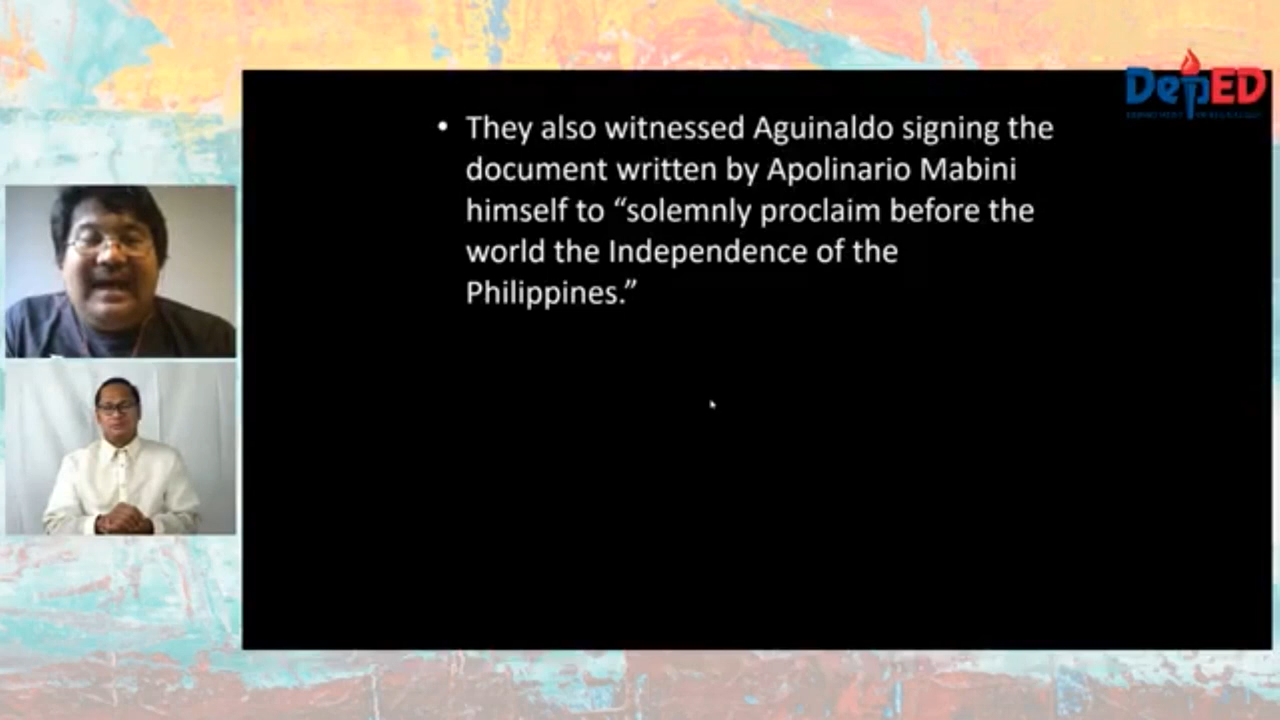 DepED
• They also witnessed Aguinaldo signing the
document written by Apolinario Mabini
himself to “solemnly proclaim before the
world the Independence of the
Philippines.”